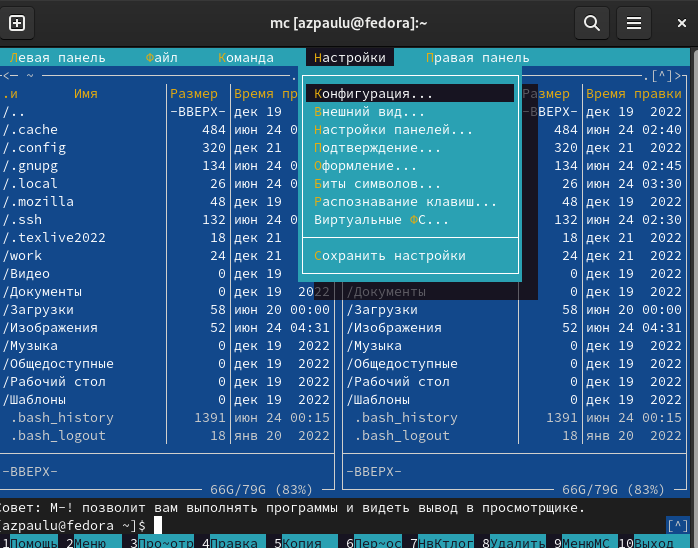 mc [azpaulu@fedora]:~
Левая панель Файл Команда Настройки Правая панель
<— ~ .[^]>
.и Имя Размер Время пр Размер Время правки
/.. -ВВЕРХ- дек 19 Конфигурация... -ВВЕРХ- дек 19 2022
/.cache 484 июн 24 0 Внешний вид... 484 июн 24 02:40
/.config 320 дек 21 Настройки панелей... 320 дек 21 2022
/.gnupg 134 июн 24 0 Подтверждение... 134 июн 24 02:45
/.local 26 июн 24 0 Оформление... 26 июн 24 03:30
/.mozilla 48 дек 19 Биты символов... 48 дек 19 2022
/.ssh 132 июн 24 0 Распознавание клавиш... 132 июн 24 02:30
/.texlive2022 18 дек 21 Виртуальные ФС... 18 дек 21 2022
/work 24 дек 21 24 дек 21 2022
/Видео 0 дек 19 Сохранить настройки 0 дек 19 2022
/Документы 0 дек 19 2022 /Документы 0 дек 19 2022
/Загрузки 58 июн 20 00:00 /Загрузки 58 июн 20 00:00
/Изображения 52 июн 24 04:31 /Изображения 52 июн 24 04:31
/Музыка 0 дек 19 2022 /Музыка 0 дек 19 2022
/Общедоступные 0 дек 19 2022 /Общедоступные 0 дек 19 2022
/Рабочий стол 0 дек 19 2022 /Рабочий стол 0 дек 19 2022
/Шаблоны 0 дек 19 2022 /Шаблоны 0 дек 19 2022
.bash_history 1391 июн 24 00:15 .bash_history 1391 июн 24 00:15
.bash_logout 18 янв 20 2022 .bash_logout 18 янв 20 2022
-ВВЕРХ- -ВВЕРХ-
66G/79G (83%) 66G/79G (83%)
Совет: M-! позволит вам выполнять программы и видеть вывод в просмотрщике.
[azpaulu@fedora ~]$ [^]
1Помощь 2Меню 3Про~отр 4Правка 5Копия 6Пер~ос 7НвКтлог 8Удалить 9МенюМС 10Выход